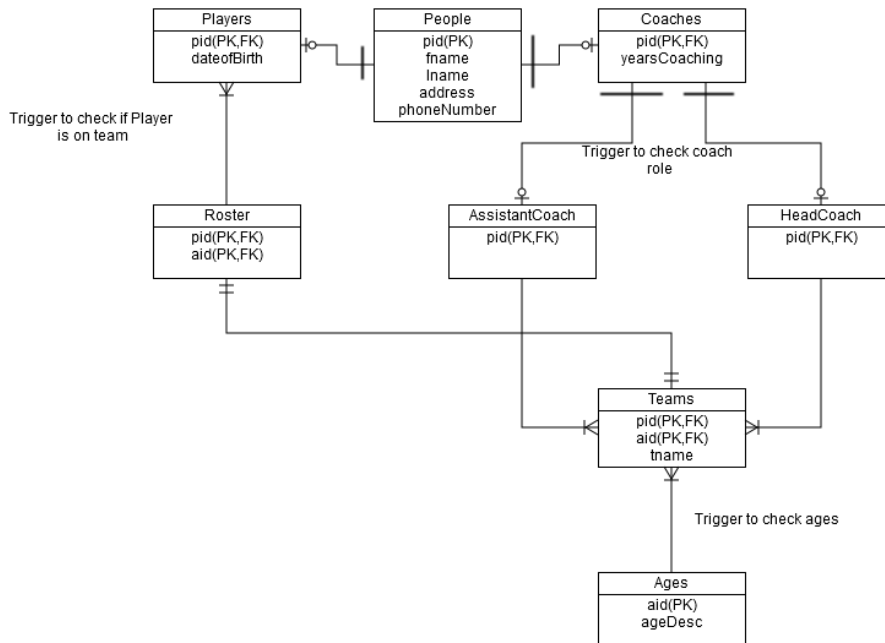 Players
pid(PK,FK)
dateofBirth
People
pid(PK)
fname
lname
address
phoneNumber
Coaches
pid(PK,FK)
yearsCoaching
Trigger to check if Player
is on team
Trigger to check coach
role
Roster
pid(PK,FK)
aid(PK,FK)
AssistantCoach
pid(PK,FK)
HeadCoach
pid(PK,FK)
Teams
pid(PK,FK)
aid(PK,FK)
tname
Trigger to check ages
Ages
aid(PK)
ageDesc